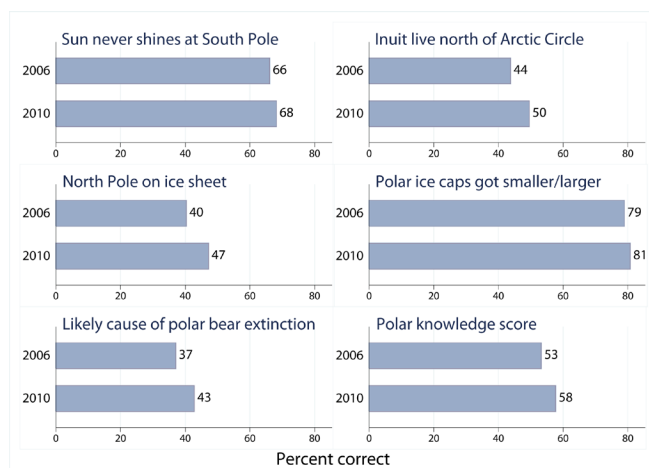 Sun never shines at South Pole
2006 66
2010 68
0 20 40 60 80
Inuit live north of Arctic Circle
2006 44
2010 50
0 20 40 60 80
North Pole on ice sheet
2006 40
2010 47
0 20 40 60 80
Polar ice caps got smaller/larger
2006 79
2010 81
0 20 40 60 80
Likely cause of polar bear extinction
2006 37
2010 43
0 20 40 60 80
Polar knowledge score
2006 53
2010 58
0 20 40 60 80
Percent correct